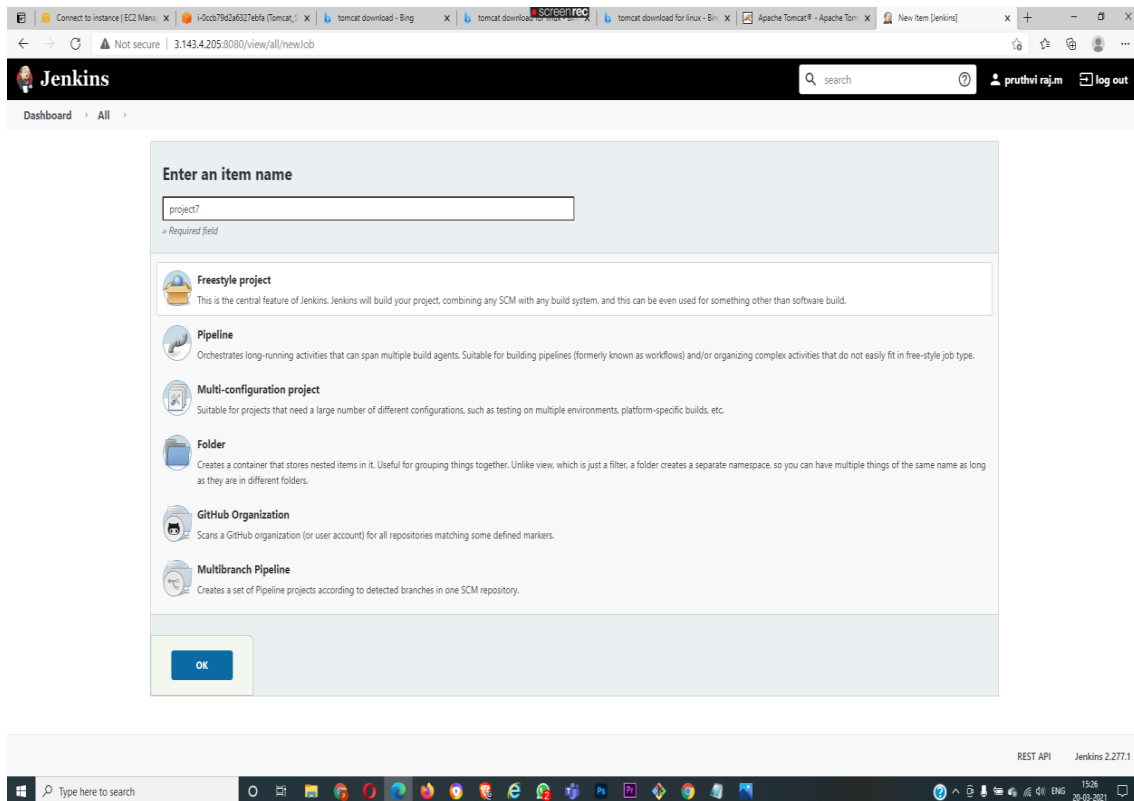 Connect to instance | EC2 Mana
i-0ccb79d2a6327ebfa (Tomcat_S
tomcat download - Bing
tomcat download for linux - Bin
tomcat download for linux - Bin
Apache Tomcat® - Apache Tom
New Item [Jenkins]
screenrec
Not secure | 3.143.4.205:8080/view/all/newJob
Jenkins
search
pruthvi raj.m
log out
Dashboard
All
Enter an item name
project7
» Required field
Freestyle project
This is the central feature of Jenkins. Jenkins will build your project, combining any SCM with any build system, and this can be even used for something other than software build.
Pipeline
Orchestrates long-running activities that can span multiple build agents. Suitable for building pipelines (formerly known as workflows) and/or organizing complex activities that do not easily fit in free-style job type.
Multi-configuration project
Suitable for projects that need a large number of different configurations, such as testing on multiple environments, platform-specific builds, etc.
Folder
Creates a container that stores nested items in it. Useful for grouping things together. Unlike view, which is just a filter, a folder creates a separate namespace, so you can have multiple things of the same name as long
as they are in different folders.
GitHub Organization
Scans a GitHub organization (or user account) for all repositories matching some defined markers.
Multibranch Pipeline
Creates a set of Pipeline projects according to detected branches in one SCM repository.
OK
REST API
Jenkins 2.277.1
Type here to search
Ps
Pr
ENG
15:26
20-03-2021